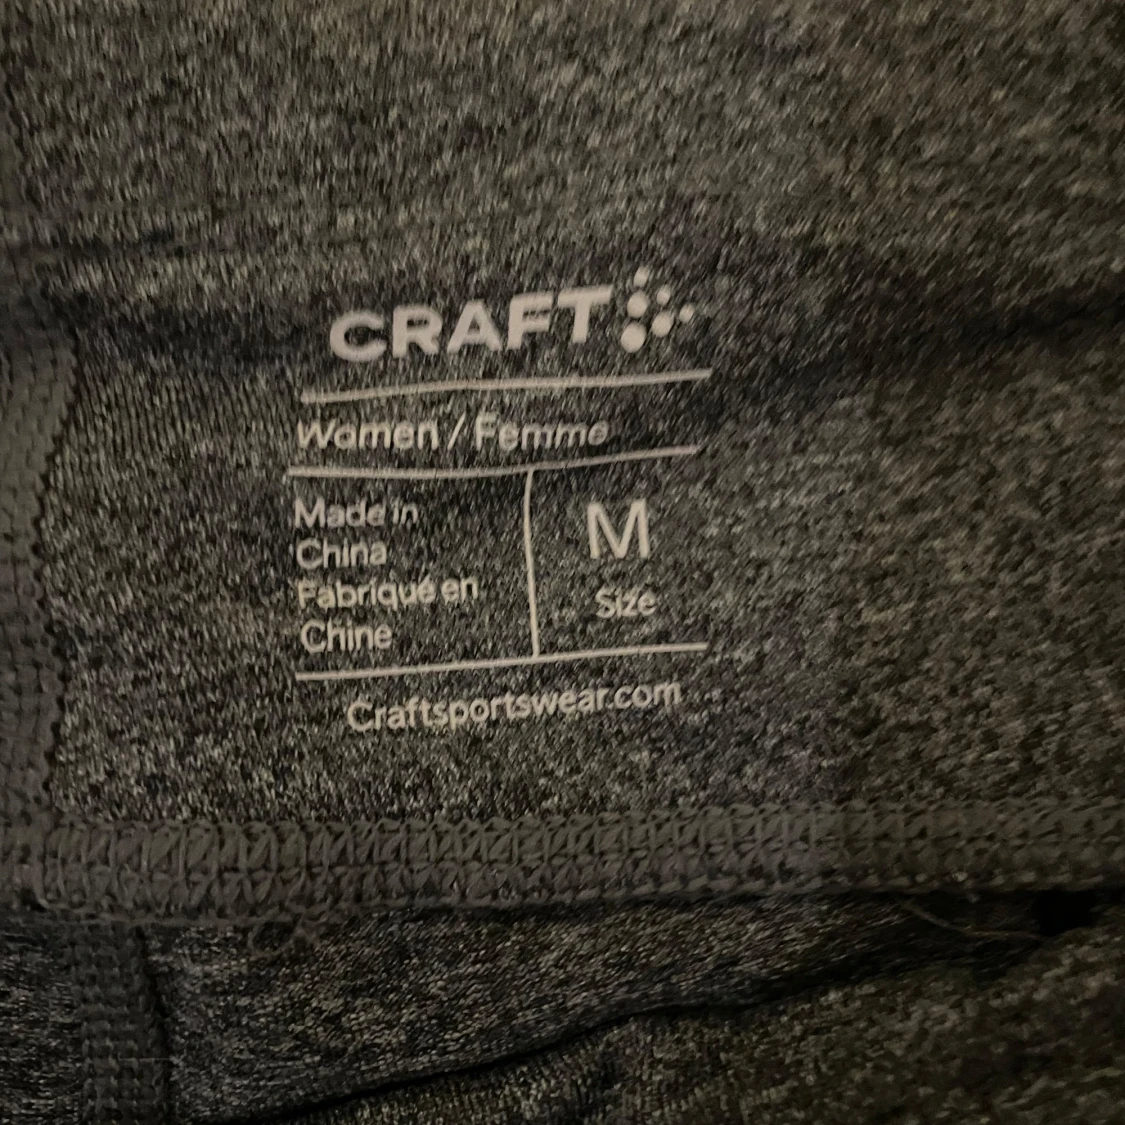 CRAFT
Women / Femme
Made in
China
Fabriqué en
Chine
M
Size
Craftsportswear.com